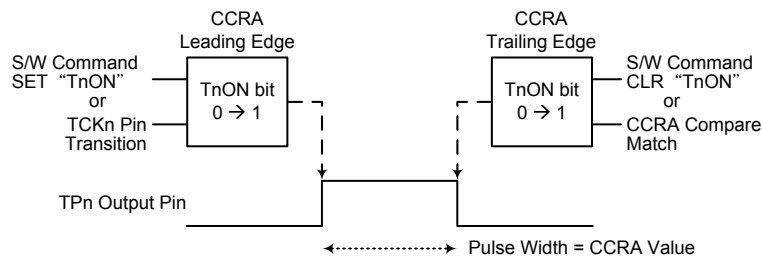 CCRA
Leading Edge
CCRA
Trailing Edge
S/W Command
SET “TnON”
or
TCKn Pin
Transition
TnON bit
0 → 1
TnON bit
0 → 1
S/W Command
CLR “TnON”
or
CCRA Compare
Match
TPn Output Pin
Pulse Width = CCRA Value